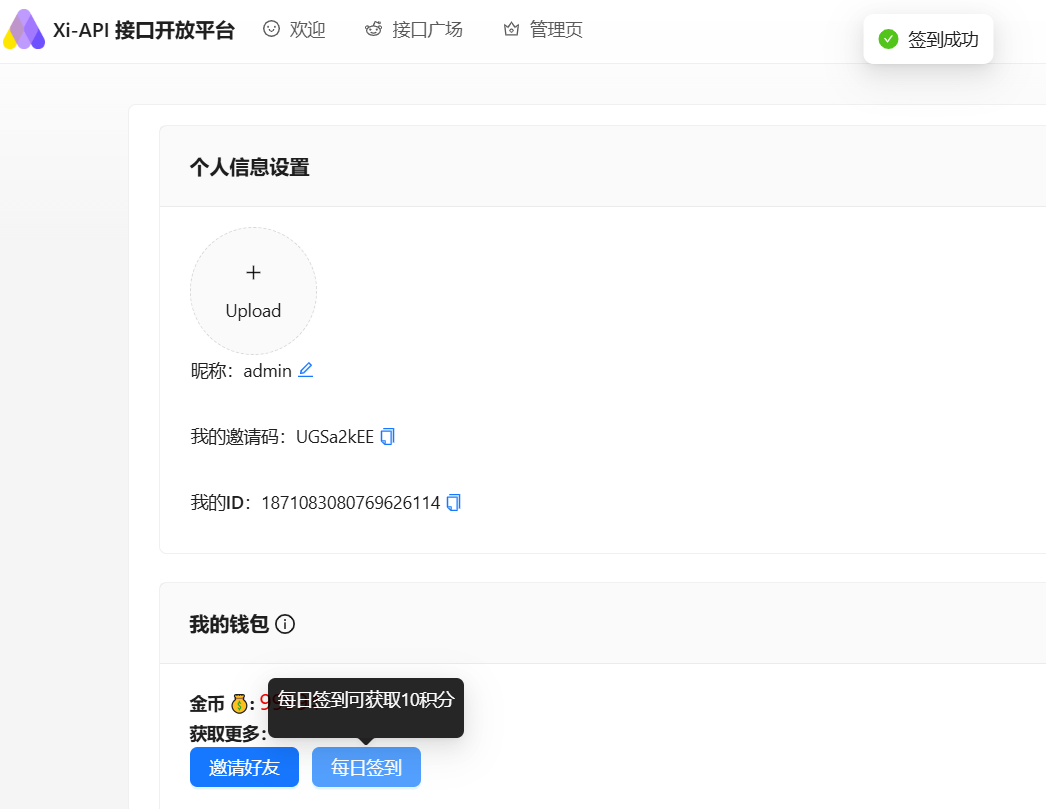 Xi-API 接口开放平台 欢迎 接口广场 管理页
签到成功
个人信息设置
Upload
昵称：admin
我的邀请码：UGSa2kEE
我的ID：1871083080769626114
我的钱包
金币 :
每日签到可获取10积分
获取更多：
邀请好友 每日签到